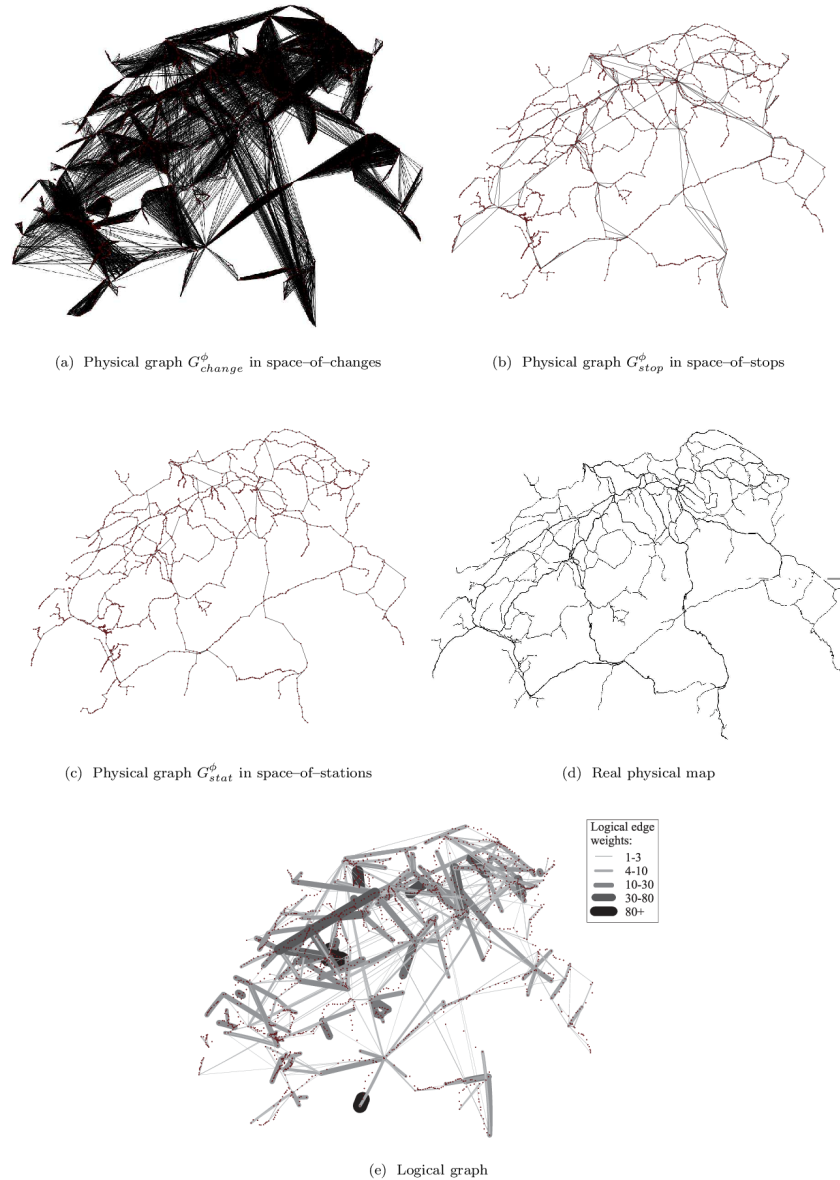 (a) Physical graph G^ϕ_change in space–of–changes
(b) Physical graph G^ϕ_stop in space–of–stops
(c) Physical graph G^ϕ_stat in space–of–stations
(d) Real physical map
Logical edge
weights:
1-3
4-10
10-30
30-80
80+
(e) Logical graph